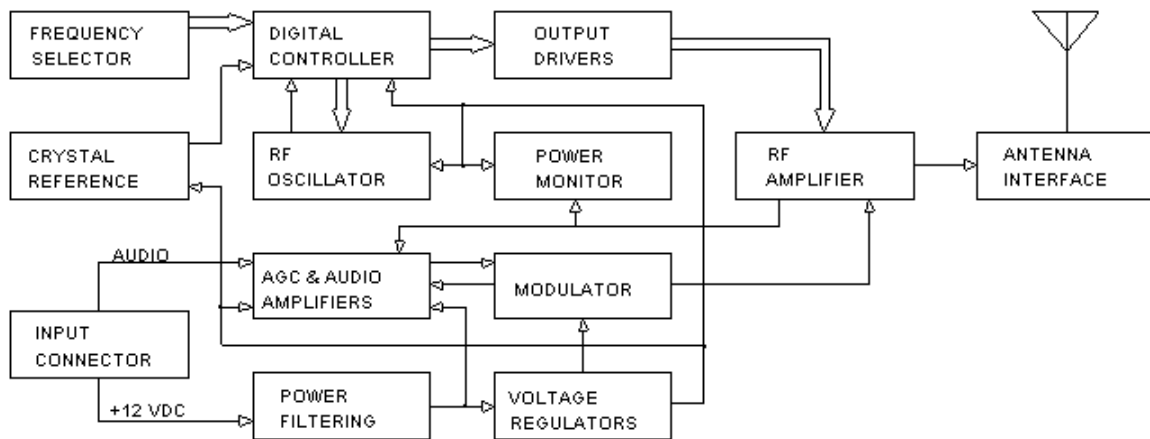 FREQUENCY
SELECTOR
DIGITAL
CONTROLLER
OUTPUT
DRIVERS
CRYSTAL
REFERENCE
RF
OSCILLATOR
POWER
MONITOR
RF
AMPLIFIER
ANTENNA
INTERFACE
AUDIO
AGC & AUDIO
AMPLIFIERS
MODULATOR
INPUT
CONNECTOR
+12 VDC
POWER
FILTERING
VOLTAGE
REGULATORS